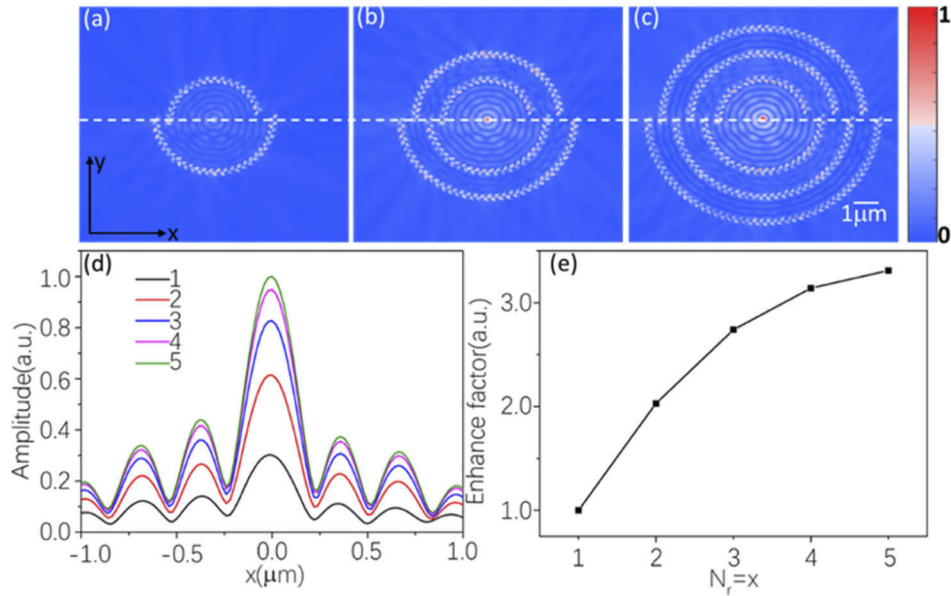 (a) (b) (c) 1
y
x
1μm
0
(d) (e)
1
2
3
4
5
Amplitude(a.u.)
1.0
0.8
0.6
0.4
0.2
0.0
-1.0 -0.5 0.0 0.5 1.0
x(μm)
Enhance factor(a.u.)
3.0
2.0
1.0
1 2 3 4 5
Nr=x